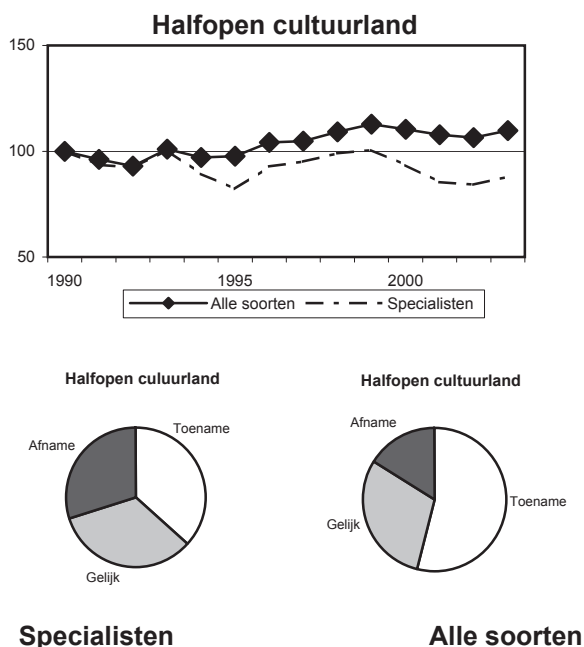 Halfopen cultuurland
150
100
50
1990 1995 2000
Alle soorten Specialisten
Halfopen culuurland
Afname
Toename
Gelijk
Halfopen cultuurland
Afname
Toename
Gelijk
Specialisten
Alle soorten